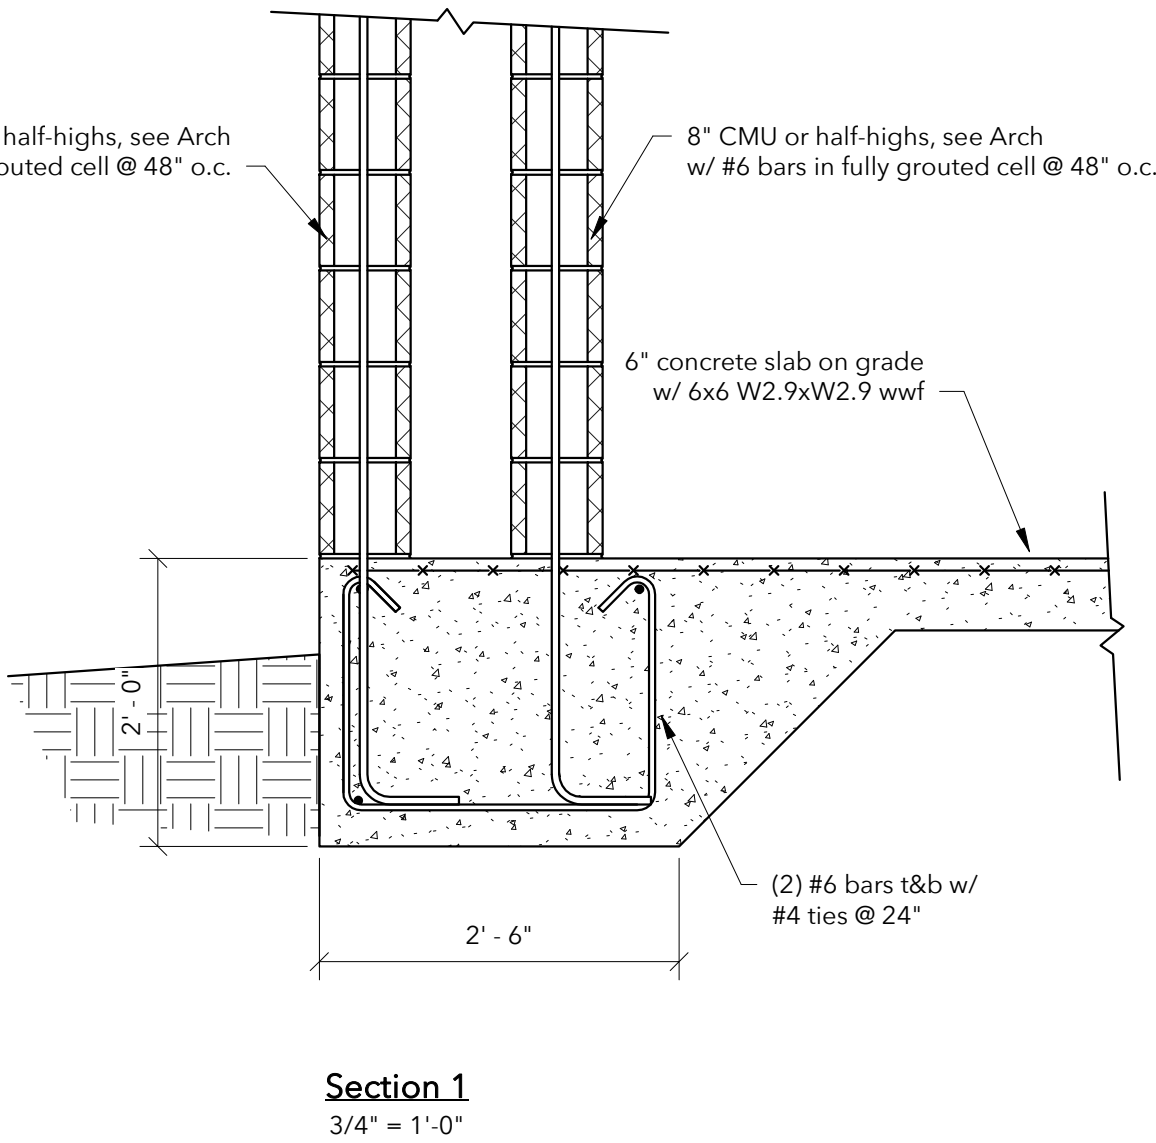 half-highs, see Arch
cell @ 48" o.c.
8" CMU or half-highs, see Arch
w/ #6 bars in fully grouted cell @ 48" o.c.
6" concrete slab on grade
w/ 6x6 W2.9xW2.9 wwf
2' - 0"
(2) #6 bars t&b w/
#4 ties @ 24"
2' - 6"
Section 1
3/4" = 1'-0"